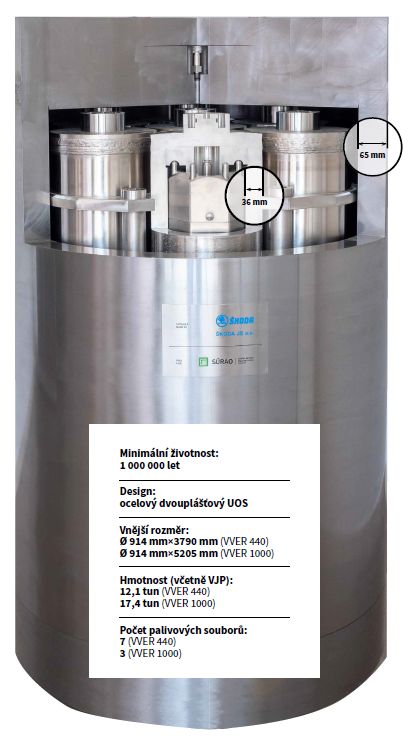 65 mm
36 mm
ŠKODA
ŠKODA JS a.s.
SÚRAO
Minimální životnost:
1 000 000 let
Design:
ocelový dvouplášťový UOS
Vnější rozměr:
Ø 914 mm×3790 mm (VVER 440)
Ø 914 mm×5205 mm (VVER 1000)
Hmotnost (včetně VJP):
12,1 tun (VVER 440)
17,4 tun (VVER 1000)
Počet palivových souborů:
7 (VVER 440)
3 (VVER 1000)